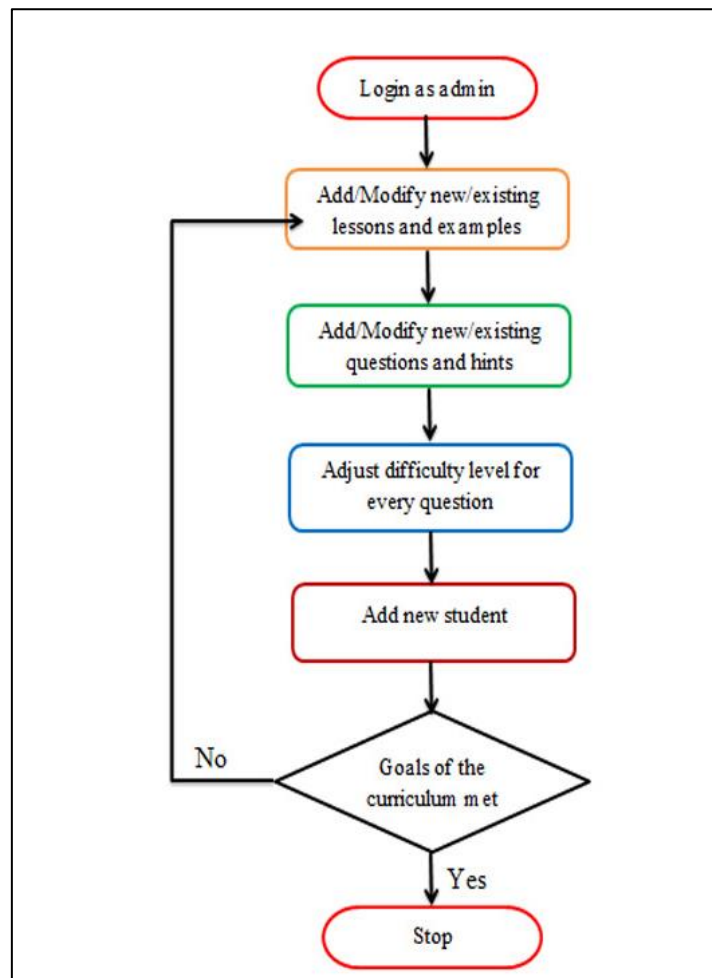 Login as admin
Add/Modify new/existing
lessons and examples
Add/Modify new/existing
questions and hints
Adjust difficulty level for
every question
Add new student
Goals of the
curriculum met
No
Yes
Stop